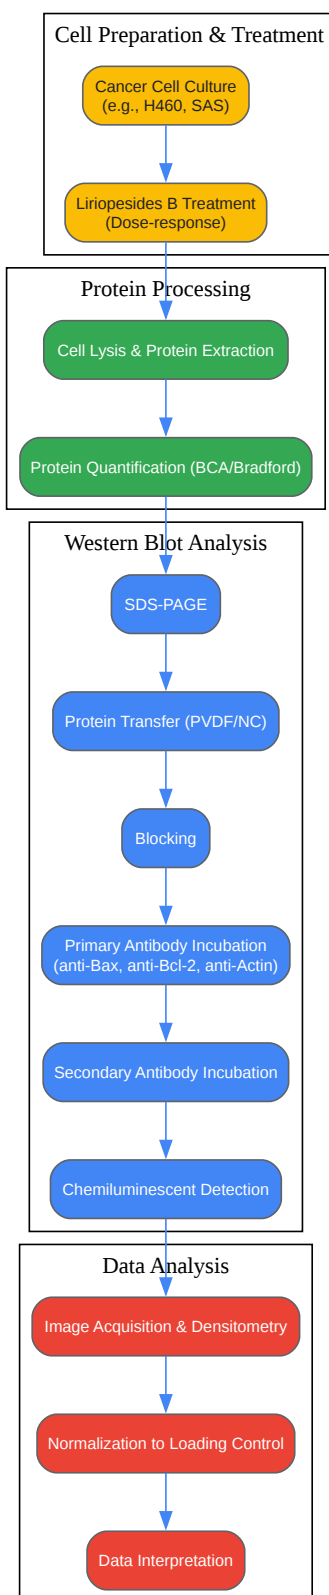 Cell Preparation & Treatment
Cancer Cell Culture
(e.g., H460, SAS)
Liriopesides B Treatment
(Dose-response)
Protein Processing
Cell Lysis & Protein Extraction
Protein Quantification (BCA/Bradford)
Western Blot Analysis
SDS-PAGE
Protein Transfer (PVDF/NC)
Blocking
Primary Antibody Incubation
(anti-Bax, anti-Bcl-2, anti-Actin)
Secondary Antibody Incubation
Chemiluminescent Detection
Data Analysis
Image Acquisition & Densitometry
Normalization to Loading Control
Data Interpretation